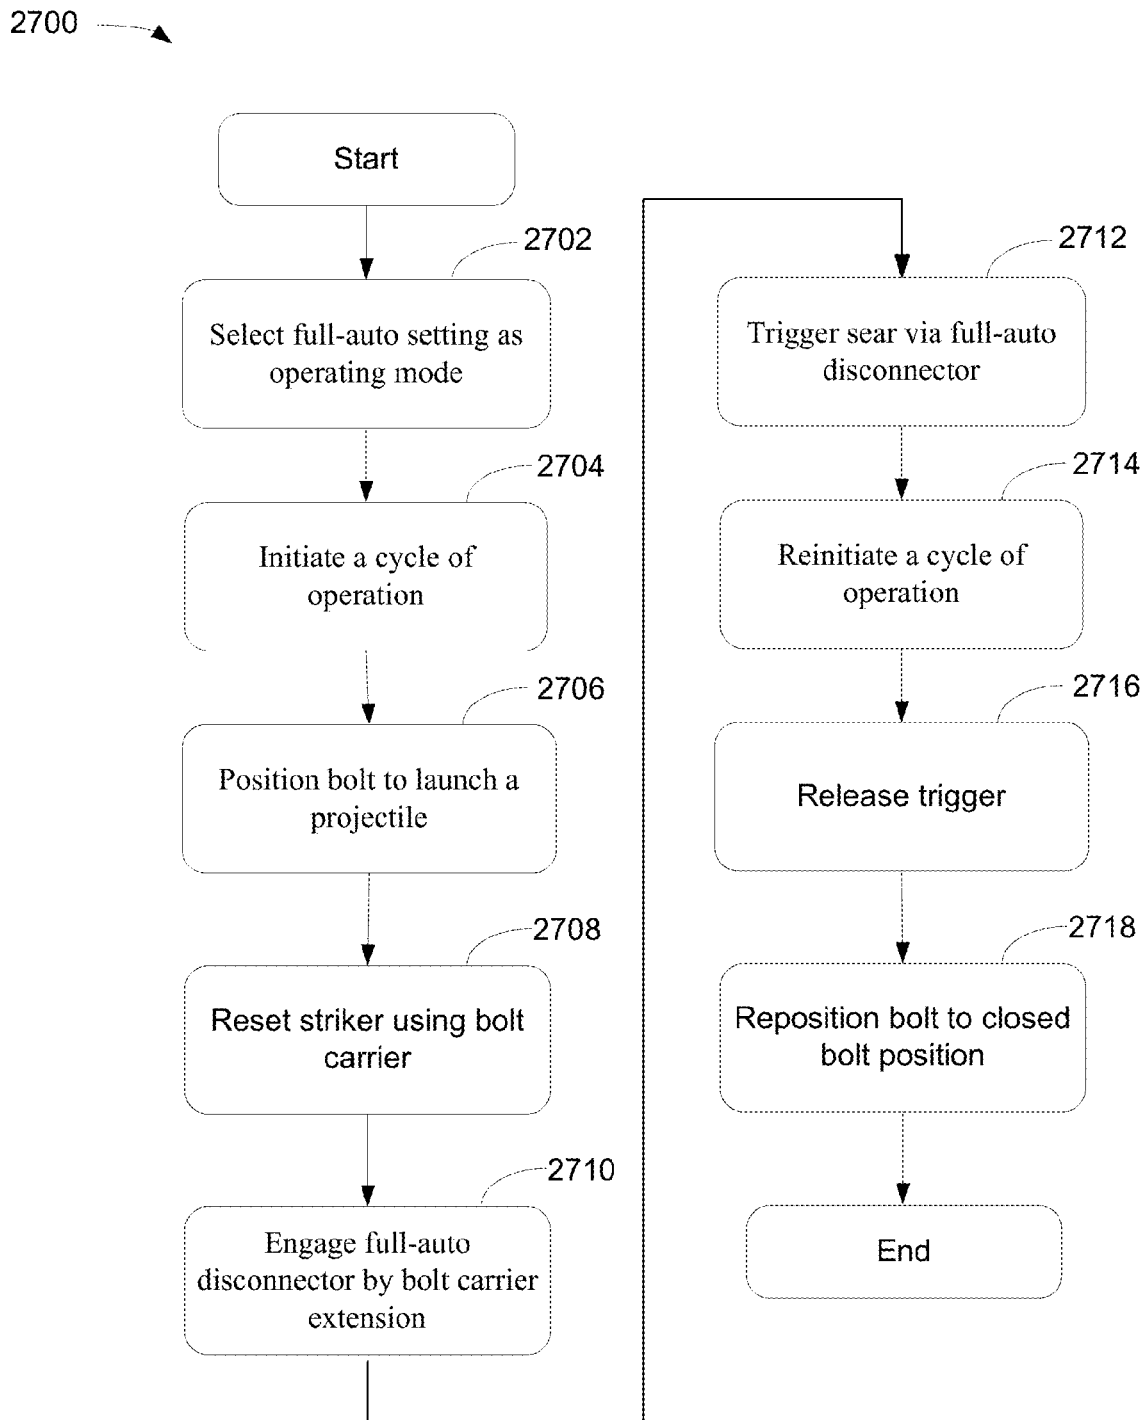 2700
Start
2702
Select full-auto setting as
operating mode
2704
Initiate a cycle of
operation
2706
Position bolt to launch a
projectile
2708
Reset striker using bolt
carrier
2710
Engage full-auto
disconnector by bolt carrier
extension
2712
Trigger sear via full-auto
disconnector
2714
Reinitiate a cycle of
operation
2716
Release trigger
2718
Reposition bolt to closed
bolt position
End